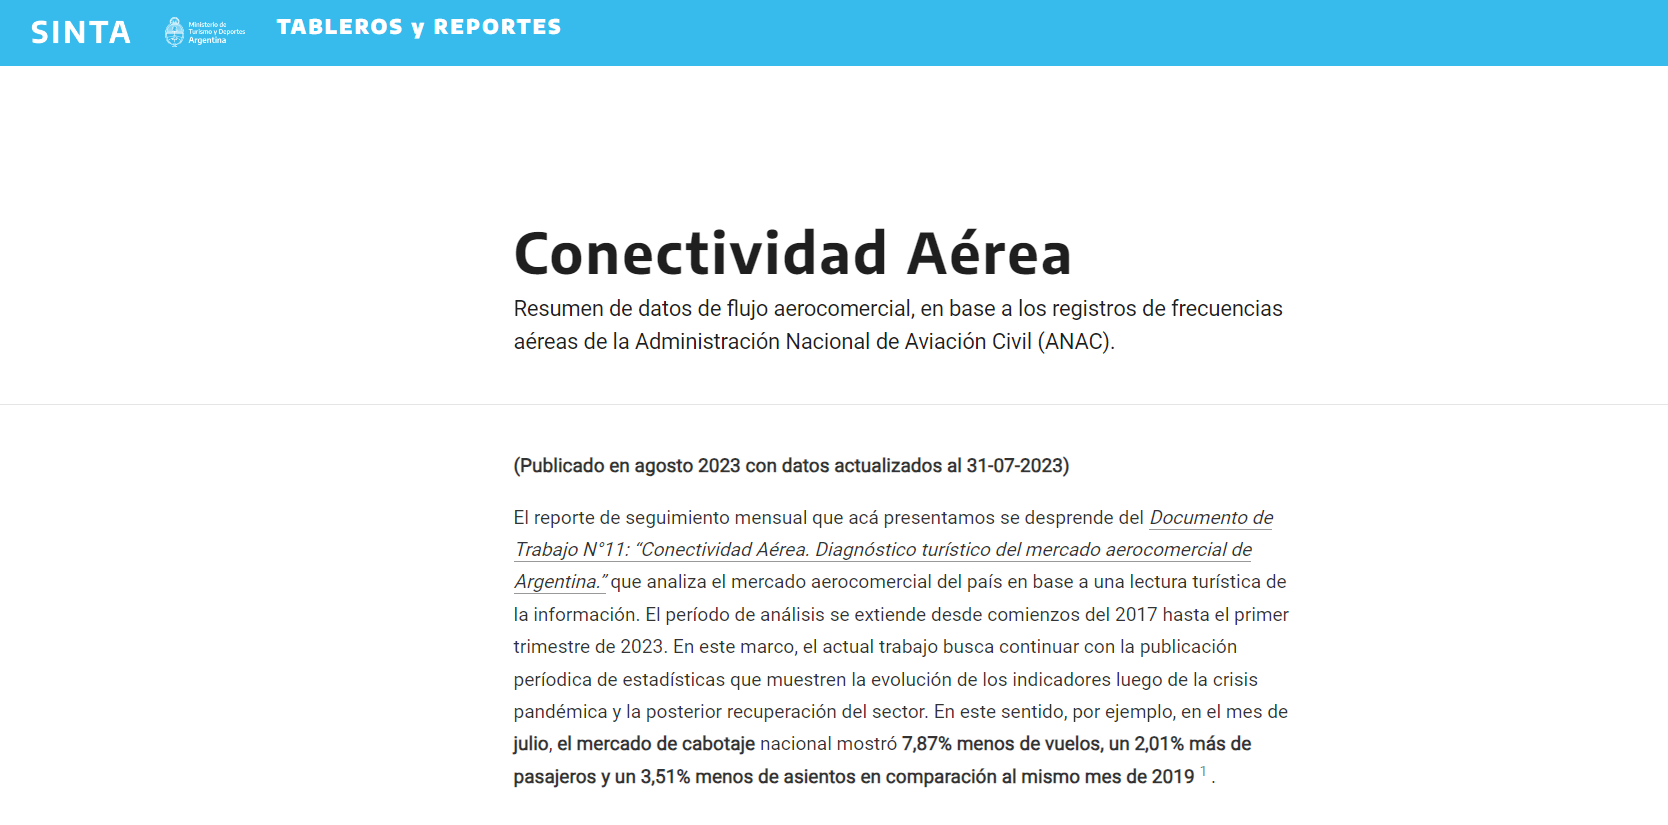 SINTA
Ministerio de
Turismo y Deportes
Argentina
TABLEROS y REPORTES
Conectividad Aérea
Resumen de datos de flujo aerocomercial, en base a los registros de frecuencias
aéreas de la Administración Nacional de Aviación Civil (ANAC).
(Publicado en agosto 2023 con datos actualizados al 31-07-2023)
El reporte de seguimiento mensual que acá presentamos se desprende del Documento de
Trabajo N°11: “Conectividad Aérea. Diagnóstico turístico del mercado aerocomercial de
Argentina.” que analiza el mercado aerocomercial del país en base a una lectura turística de
la información. El período de análisis se extiende desde comienzos del 2017 hasta el primer
trimestre de 2023. En este marco, el actual trabajo busca continuar con la publicación
períodica de estadísticas que muestren la evolución de los indicadores luego de la crisis
pandémica y la posterior recuperación del sector. En este sentido, por ejemplo, en el mes de
julio, el mercado de cabotaje nacional mostró 7,87% menos de vuelos, un 2,01% más de
pasajeros y un 3,51% menos de asientos en comparación al mismo mes de 2019 1 .